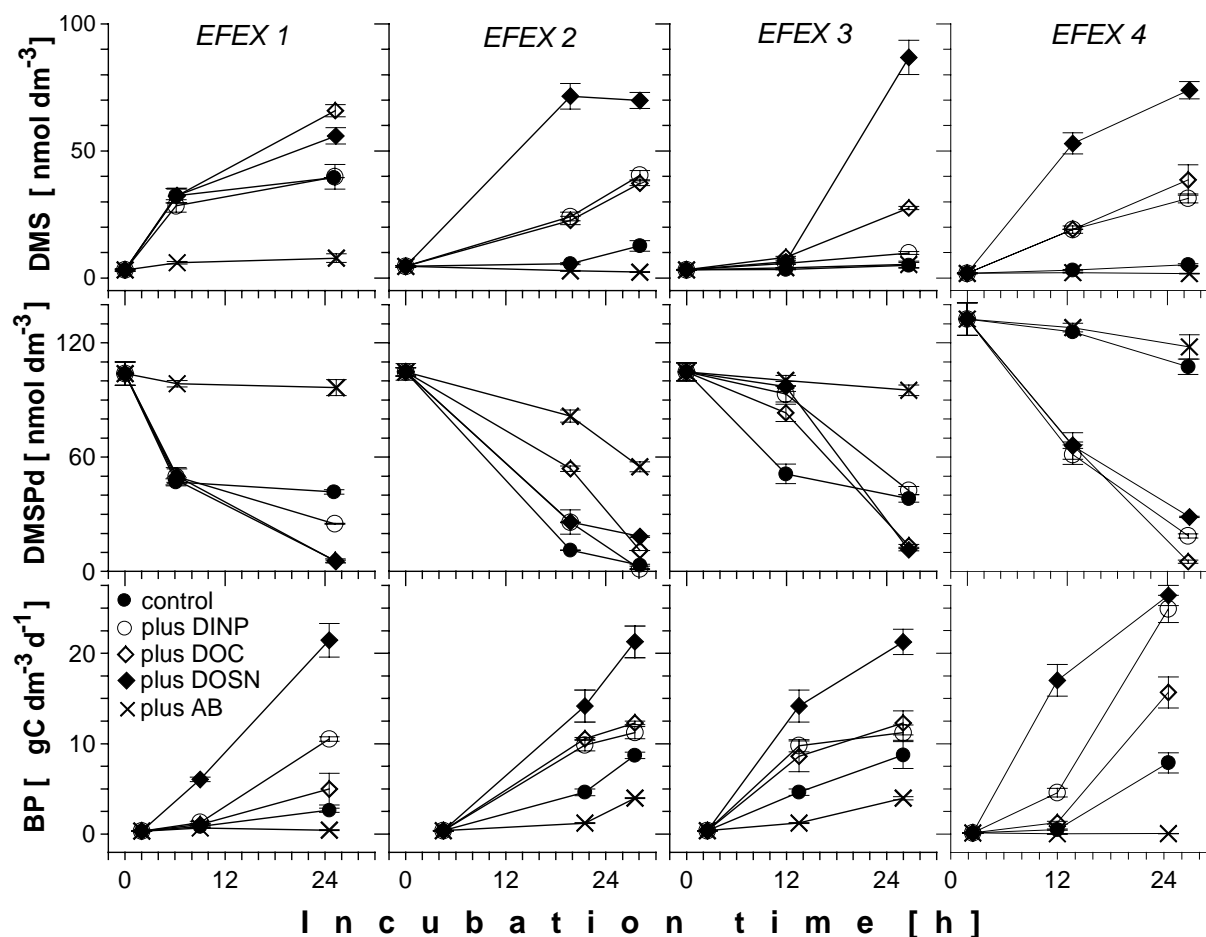 EFEX 1 EFEX 2 EFEX 3 EFEX 4
DMS [ nmol dm-3]
100
50
0
DMSPd [ nmol dm-3]
120
60
0
BP [ gC dm-3 d-1]
20
10
0
control
plus DINP
plus DOC
plus DOSN
plus AB
0 12 24 0 12 24 0 12 24 0 12 24
Incubation time [h]